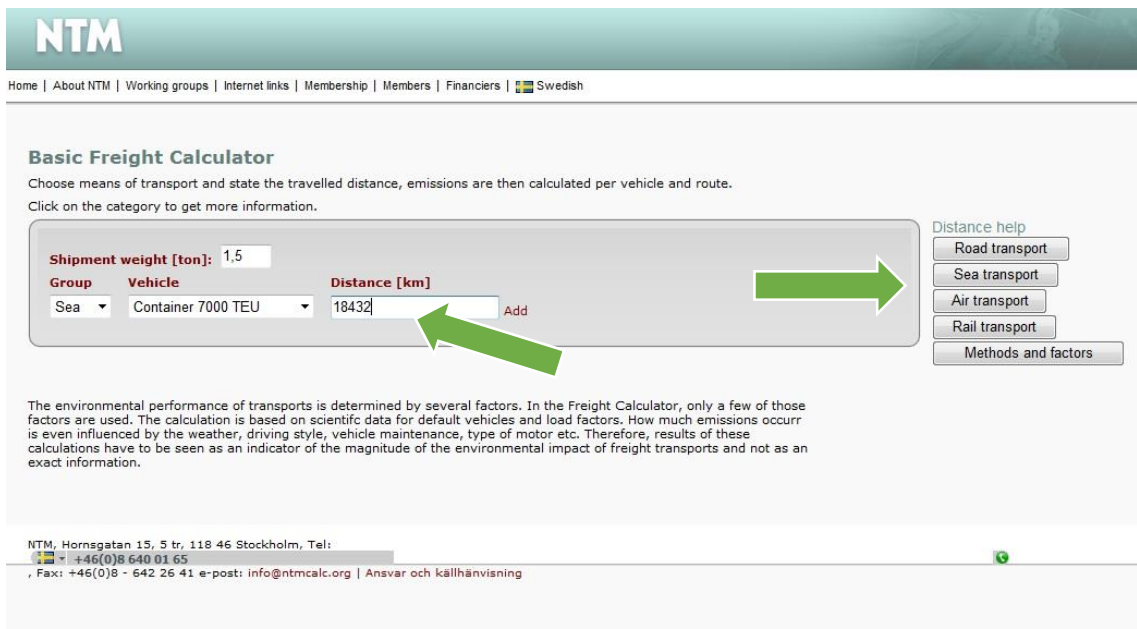 NTM
Home | About NTM | Working groups | Internet links | Membership | Members | Financiers | Swedish
Basic Freight Calculator
Choose means of transport and state the travelled distance, emissions are then calculated per vehicle and route.
Click on the category to get more information.
Shipment weight [ton]: 1,5
Group Vehicle Distance [km]
Sea Container 7000 TEU 18432 Add
Distance help
Road transport
Sea transport
Air transport
Rail transport
Methods and factors
The environmental performance of transports is determined by several factors. In the Freight Calculator, only a few of those
factors are used. The calculation is based on scientifc data for default vehicles and load factors. How much emissions occurr
is even influenced by the weather, driving style, vehicle maintenance, type of motor etc. Therefore, results of these
calculations have to be seen as an indicator of the magnitude of the environmental impact of freight transports and not as an
exact information.
NTM, Hornsgatan 15, 5 tr, 118 46 Stockholm, Tel:
+46(0)8 640 01 65
, Fax: +46(0)8 - 642 26 41 e-post: info@ntmcalc.org | Ansvar och källhänvisning